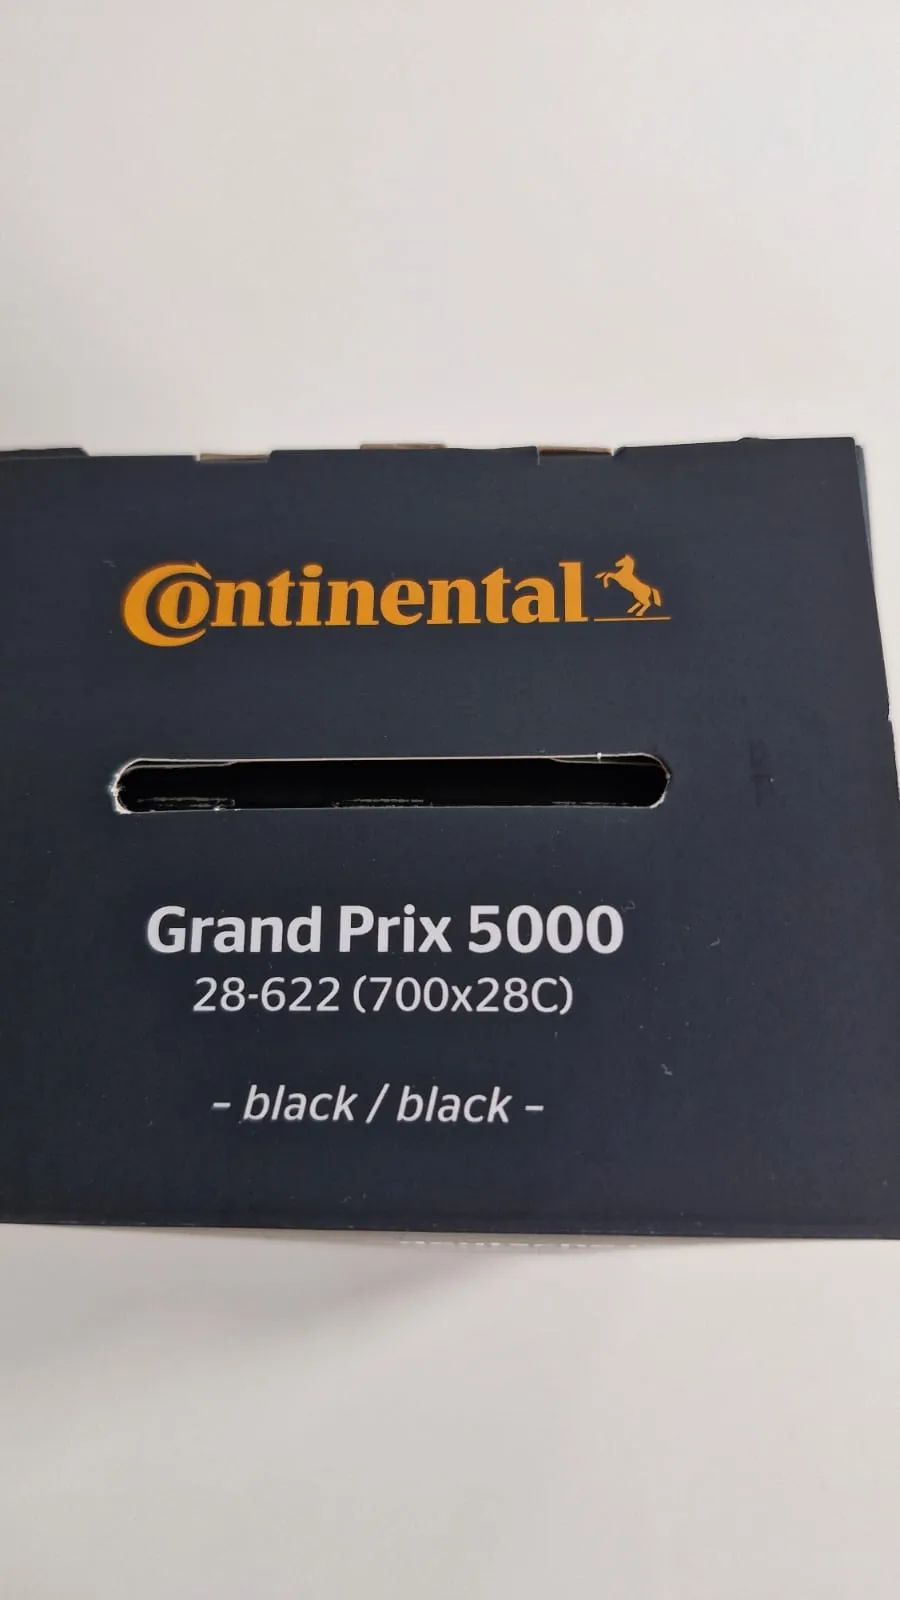 Continental
Grand Prix 5000
28-622 (700x28C)
- black / black -